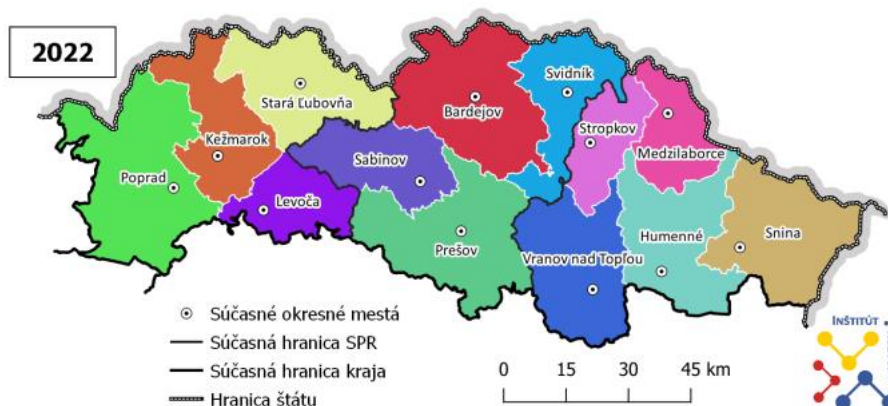 2022
Svidník
Stará Ľubovňa
Bardejov
Stropkov
Kežmarok
Medzilaborce
Sabinov
Poprad
Levoča
Prešov
Humenné
Snina
Vranov nad Topľou
Súčasné okresné mestá
Súčasná hranica SPR
Súčasná hranica kraja
Hranica štátu
0 15 30 45 km
INŠTITÚT